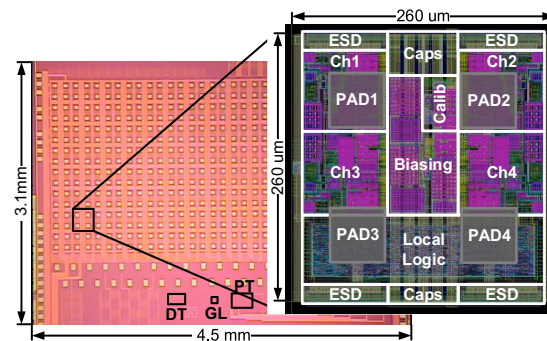 260 um
ESD
Caps
ESD
Ch1
Ch2
PAD1
Calib
PAD2
3.1mm
260 um
Biasing
Ch3
Ch4
PAD3
Local
Logic
PAD4
PT
DT
GL
ESD
Caps
ESD
4.5 mm